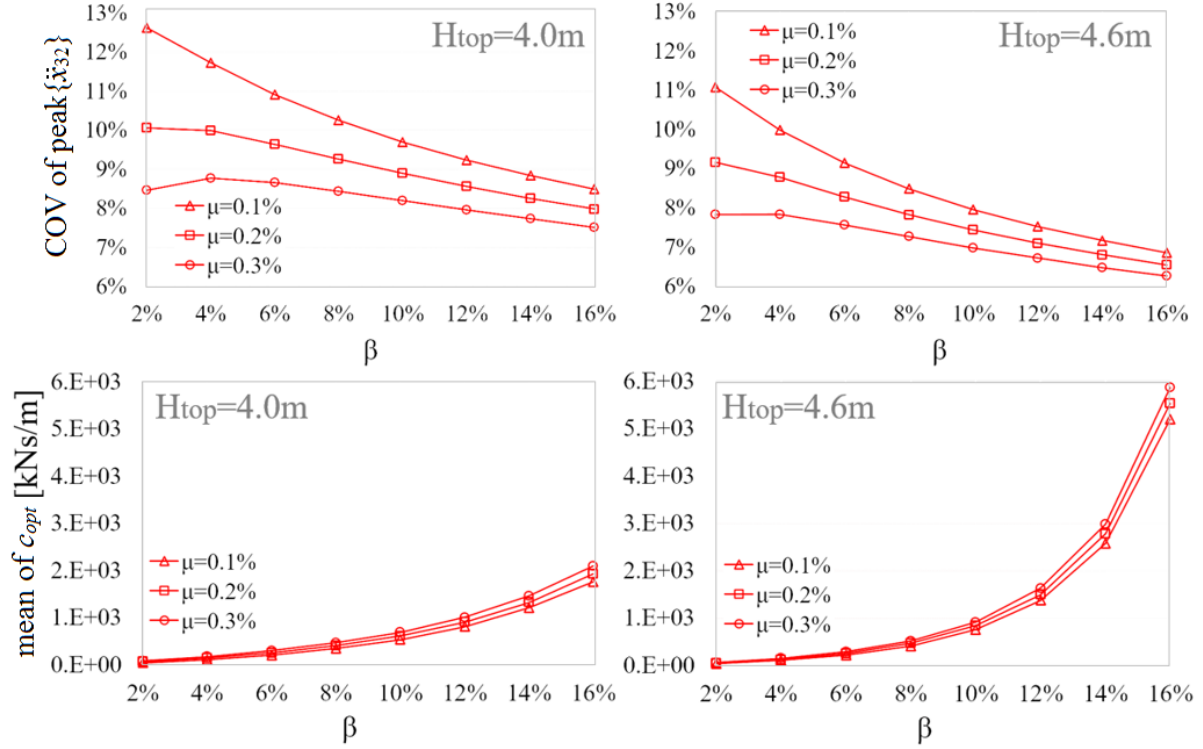 COV of peak{ẍ32}
13%
12%
11%
10%
9%
8%
7%
6%
Htop=4.0m
μ=0.1%
μ=0.2%
μ=0.3%
2% 4% 6% 8% 10% 12% 14% 16%
β
13%
12%
11%
10%
9%
8%
7%
6%
Htop=4.6m
μ=0.1%
μ=0.2%
μ=0.3%
2% 4% 6% 8% 10% 12% 14% 16%
β
mean of copt [kNs/m]
6.E+03
5.E+03
4.E+03
3.E+03
2.E+03
1.E+03
0.E+00
Htop=4.0m
μ=0.1%
μ=0.2%
μ=0.3%
2% 4% 6% 8% 10% 12% 14% 16%
β
6.E+03
5.E+03
4.E+03
3.E+03
2.E+03
1.E+03
0.E+00
Htop=4.6m
μ=0.1%
μ=0.2%
μ=0.3%
2% 4% 6% 8% 10% 12% 14% 16%
β